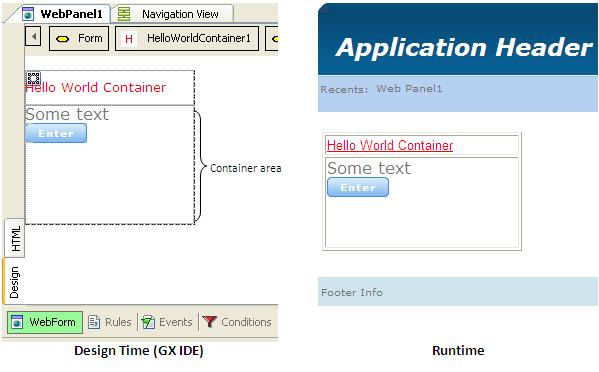 WebPanel1
Navigation View
Form
H
HelloWorldContainer1
Hello World Container
Some text
Enter
Container area
HTML
Design
WebForm
Rules
Events
Conditions
Design Time (GX IDE)
Application Header
Recents: Web Panel1
Hello World Container
Some text
Enter
Footer Info
Runtime